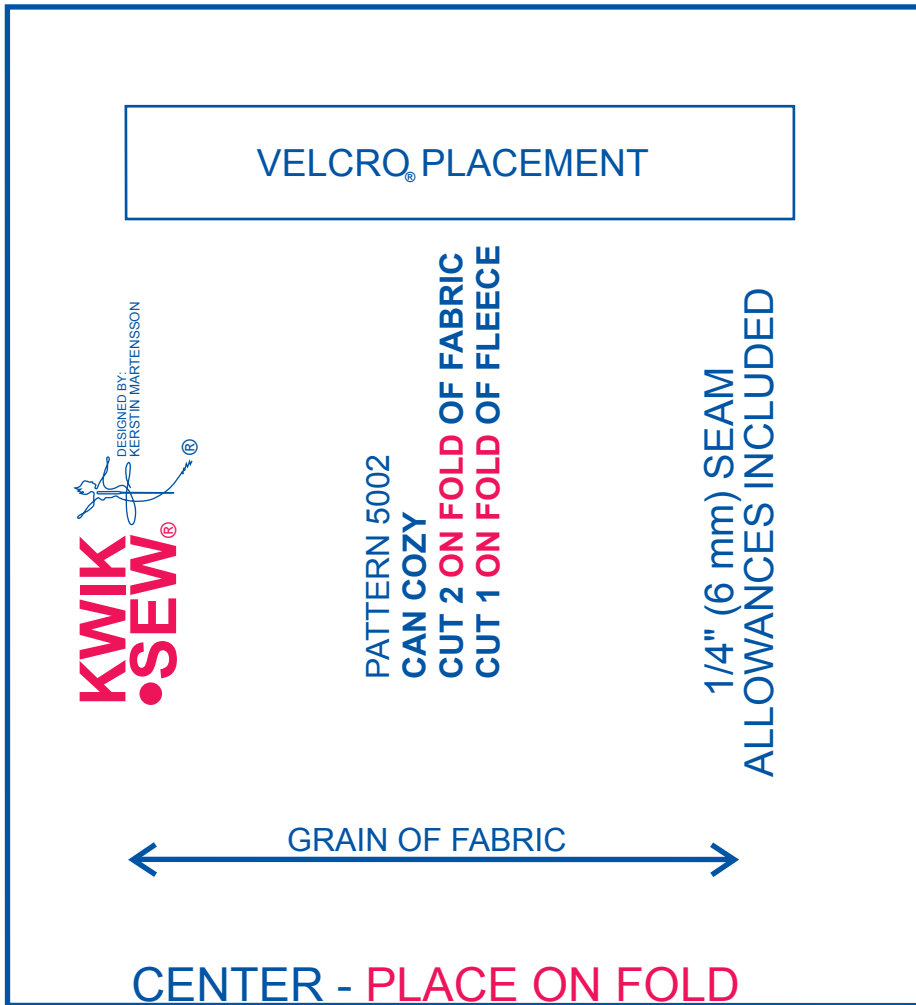 VELCRO® PLACEMENT
DESIGNED BY:
KERSTIN MARTENSSON
®
KWIK
•SEW®
PATTERN 5002
CAN COZY
CUT 2 ON FOLD OF FABRIC
CUT 1 ON FOLD OF FLEECE
1/4" (6 mm) SEAM
ALLOWANCES INCLUDED
GRAIN OF FABRIC
CENTER - PLACE ON FOLD